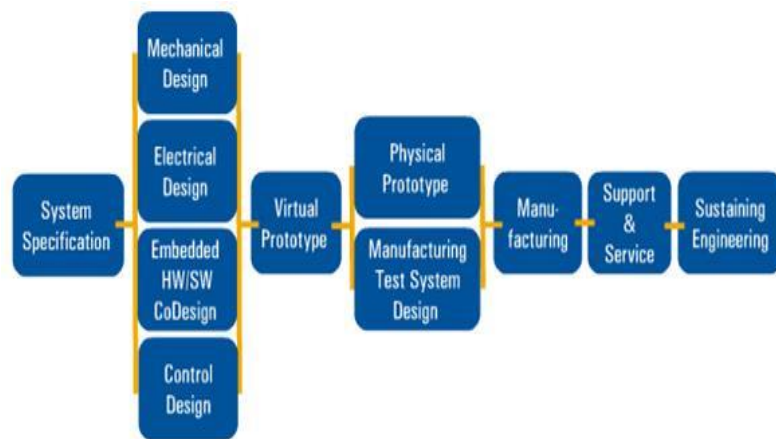 System
Specification
Mechanical
Design
Electrical
Design
Embedded
HW/SW
CoDesign
Control
Design
Virtual
Prototype
Physical
Prototype
Manufacturing
Test System
Design
Manu-
facturing
Support
&
Service
Sustaining
Engineering